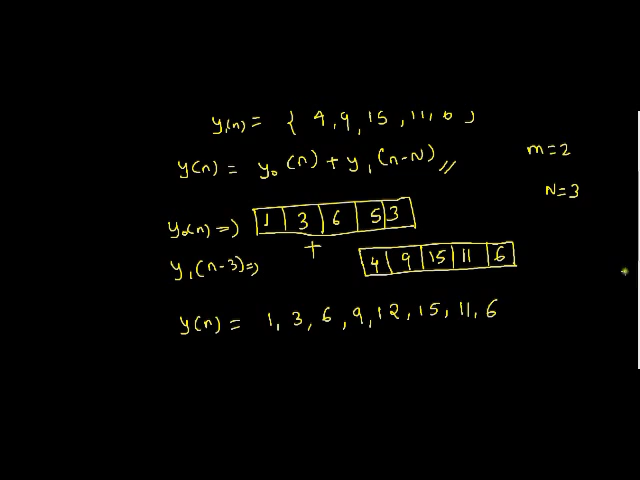 y₁(n) = { 4, 9, 15, 11, 6 }
y(n) = y₀(n) + y₁(n-N) //
m=2
N=3
y₀(n) ⇒ 1 3 6 5 3
+
y₁(n-3) ⇒ 4 9 15 11 6
y(n) = 1, 3, 6, 9, 12, 15, 11, 6